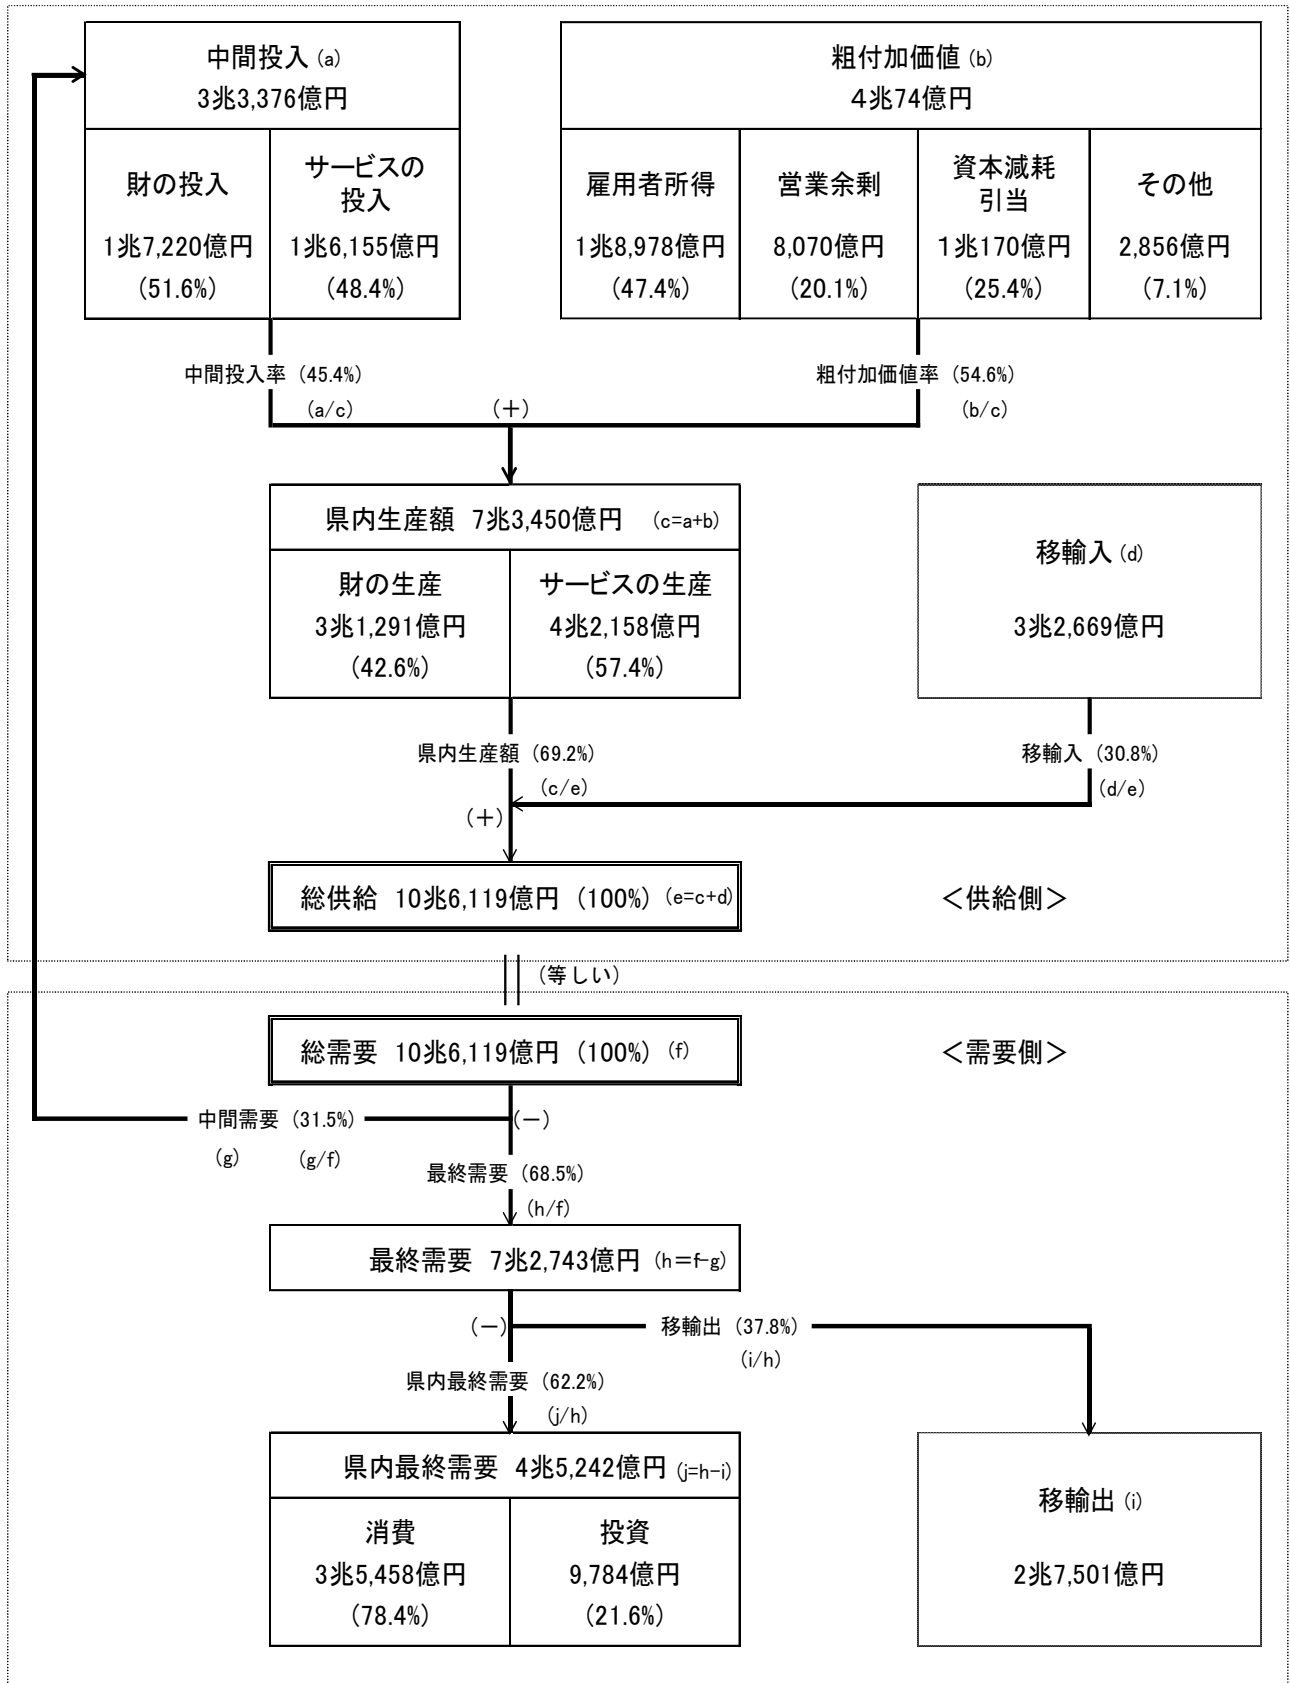 中間投入 (a)
3兆3,376億円
財の投入
1兆7,220億円
(51.6%)
サービスの
投入
1兆6,155億円
(48.4%)
粗付加価値 (b)
4兆74億円
雇用者所得
1兆8,978億円
(47.4%)
営業余剰
8,070億円
(20.1%)
資本減耗
引当
1兆170億円
(25.4%)
その他
2,856億円
(7.1%)
中間投入率 (45.4%)
(a/c)
(＋)
粗付加価値率 (54.6%)
(b/c)
県内生産額 7兆3,450億円 (c=a+b)
財の生産
3兆1,291億円
(42.6%)
サービスの生産
4兆2,158億円
(57.4%)
移輸入 (d)
3兆2,669億円
県内生産額 (69.2%)
(c/e)
移輸入 (30.8%)
(d/e)
(＋)
総供給 10兆6,119億円 (100%) (e=c+d)
＜供給側＞
(等しい)
総需要 10兆6,119億円 (100%) (f)
＜需要側＞
中間需要 (31.5%)
(g) (g/f)
(－)
最終需要 (68.5%)
(h/f)
最終需要 7兆2,743億円 (h＝f-g)
(－)
移輸出 (37.8%)
(i/h)
県内最終需要 (62.2%)
(j/h)
県内最終需要 4兆5,242億円 (j=h-i)
消費
3兆5,458億円
(78.4%)
投資
9,784億円
(21.6%)
移輸出 (i)
2兆7,501億円